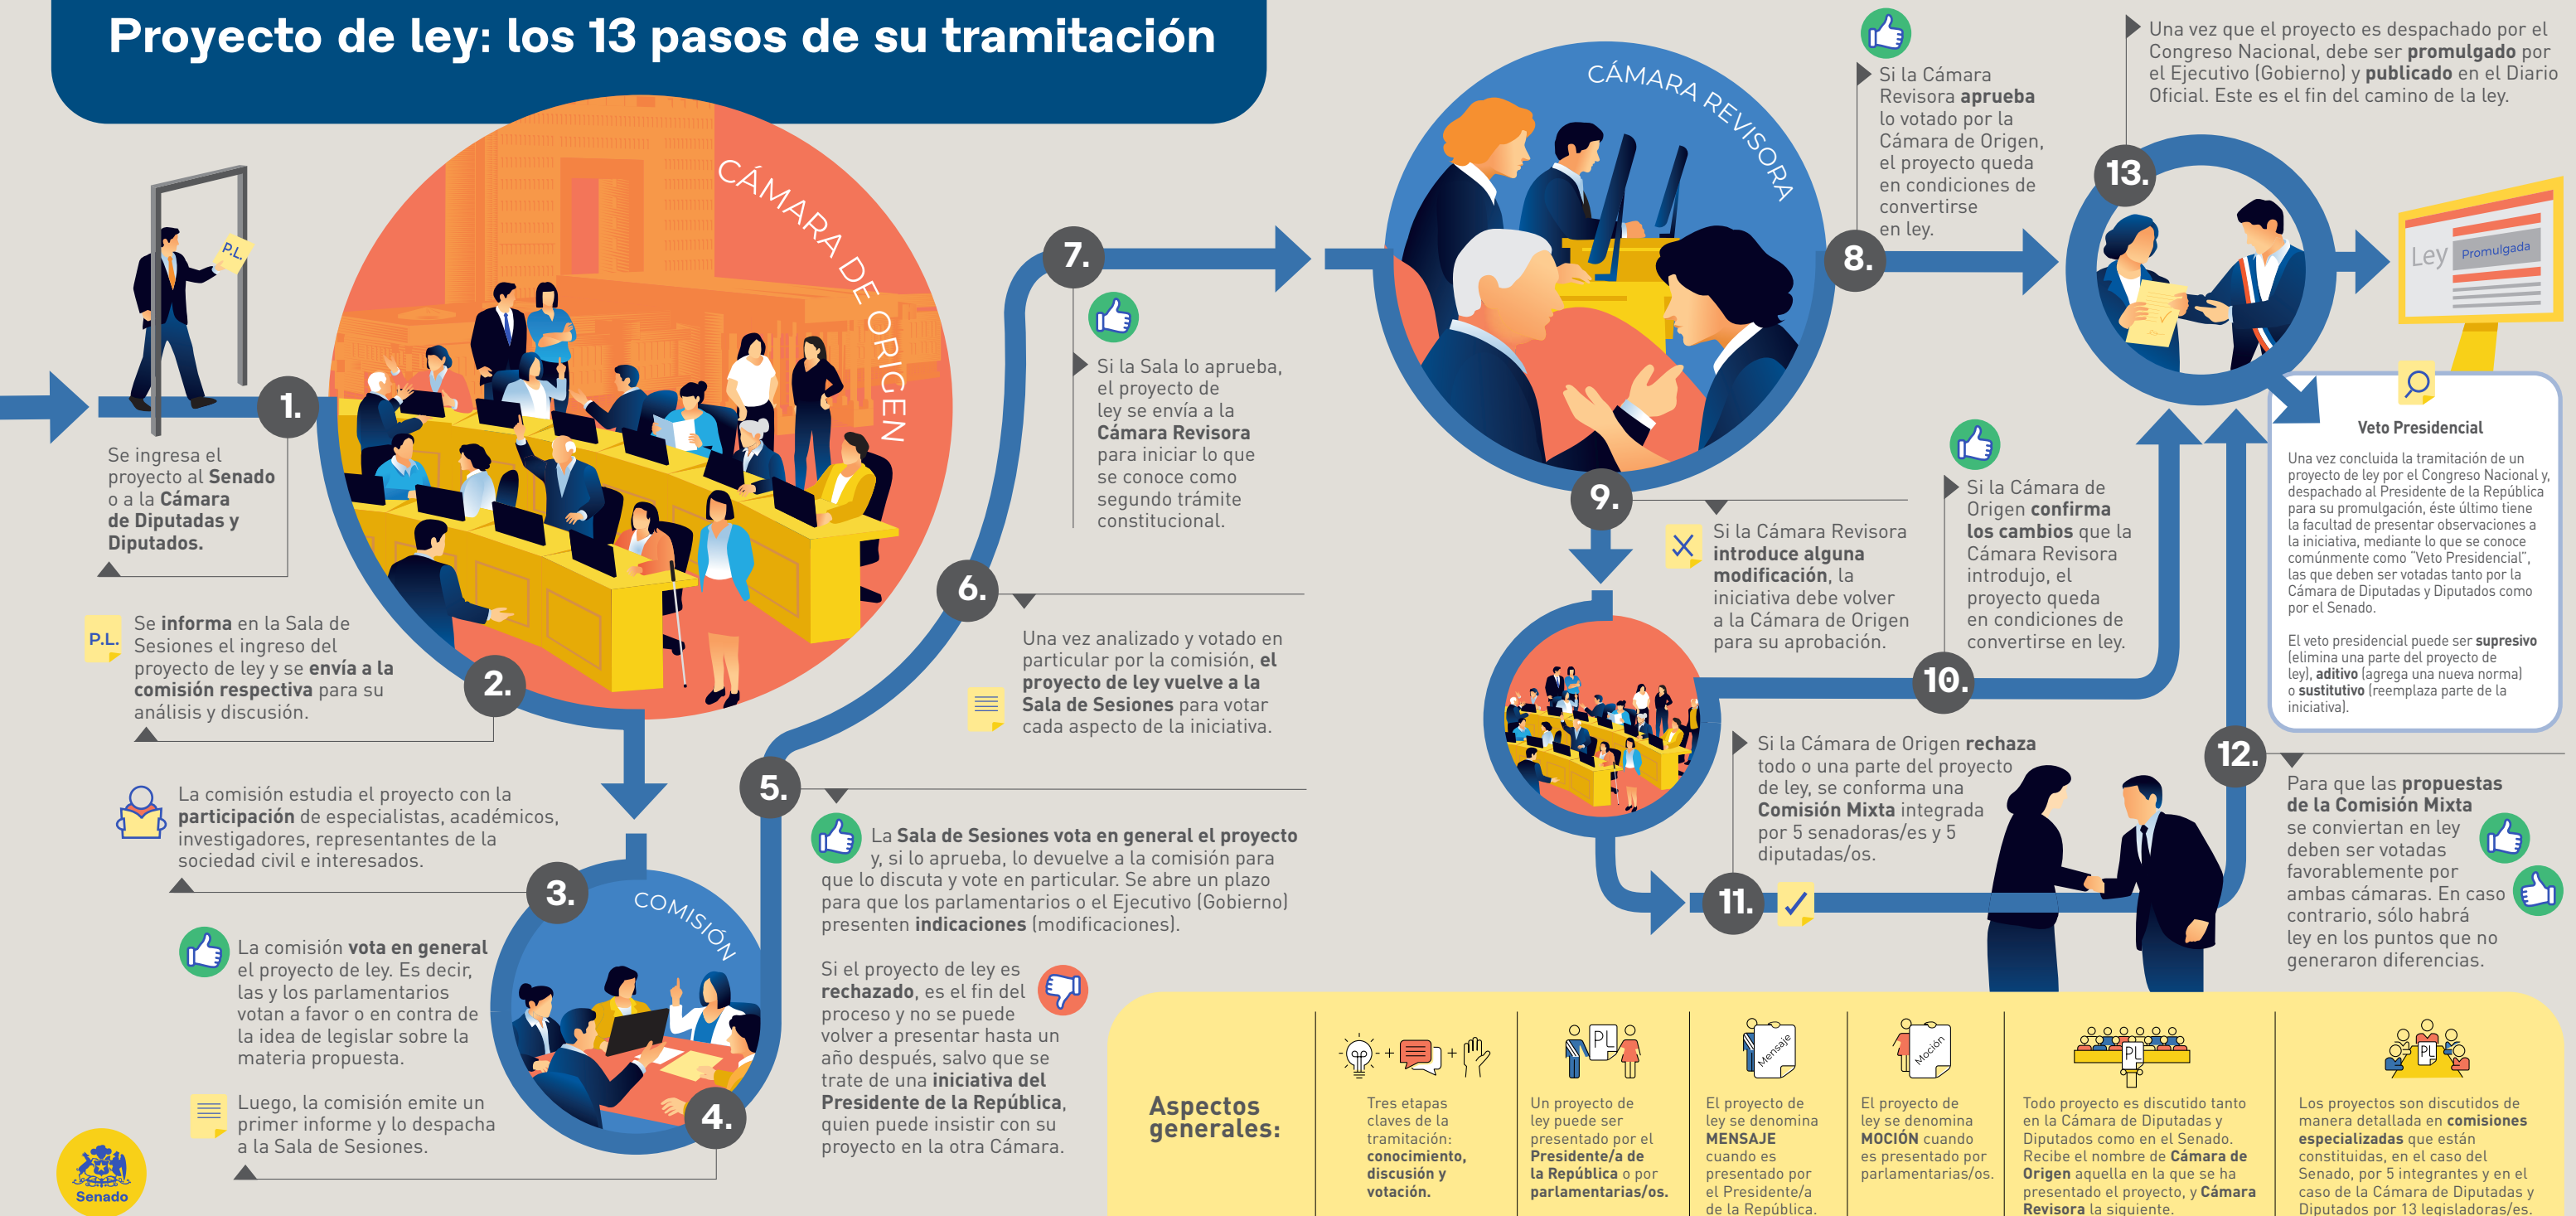 Proyecto de ley: los 13 pasos de su tramitación
P.L.
CÁMARA DE ORIGEN
1.
Se ingresa el
proyecto al Senado
o a la Cámara
de Diputadas y
Diputados.
P.L.
Se informa en la Sala de
Sesiones el ingreso del
proyecto de ley y se envía a la
comisión respectiva para su
análisis y discusión.
2.
La comisión estudia el proyecto con la
participación de especialistas, académicos,
investigadores, representantes de la
sociedad civil e interesados.
3.
COMISIÓN
La comisión vota en general
el proyecto de ley. Es decir,
las y los parlamentarios
votan a favor o en contra de
la idea de legislar sobre la
materia propuesta.
Luego, la comisión emite un
primer informe y lo despacha
a la Sala de Sesiones.
4.
Senado
5.
La Sala de Sesiones vota en general el proyecto
y, si lo aprueba, lo devuelve a la comisión para
que lo discuta y vote en particular. Se abre un plazo
para que los parlamentarios o el Ejecutivo (Gobierno)
presenten indicaciones (modificaciones).
Si el proyecto de ley es
rechazado, es el fin del
proceso y no se puede
volver a presentar hasta un
año después, salvo que se
trate de una iniciativa del
Presidente de la República,
quien puede insistir con su
proyecto en la otra Cámara.
6.
Una vez analizado y votado en
particular por la comisión, el
proyecto de ley vuelve a la
Sala de Sesiones para votar
cada aspecto de la iniciativa.
7.
Si la Sala lo aprueba,
el proyecto de
ley se envía a la
Cámara Revisora
para iniciar lo que
se conoce como
segundo trámite
constitucional.
CÁMARA REVISORA
8.
Si la Cámara
Revisora aprueba
lo votado por la
Cámara de Origen,
el proyecto queda
en condiciones de
convertirse
en ley.
9.
Si la Cámara Revisora
introduce alguna
modificación, la
iniciativa debe volver
a la Cámara de Origen
para su aprobación.
10.
Si la Cámara de
Origen confirma
los cambios que la
Cámara Revisora
introdujo, el
proyecto queda
en condiciones de
convertirse en ley.
11.
Si la Cámara de Origen rechaza
todo o una parte del proyecto
de ley, se conforma una
Comisión Mixta integrada
por 5 senadoras/es y 5
diputadas/os.
12.
Para que las propuestas
de la Comisión Mixta
se conviertan en ley
deben ser votadas
favorablemente por
ambas cámaras. En caso
contrario, sólo habrá
ley en los puntos que no
generaron diferencias.
13.
Una vez que el proyecto es despachado por el
Congreso Nacional, debe ser promulgado por
el Ejecutivo (Gobierno) y publicado en el Diario
Oficial. Este es el fin del camino de la ley.
Ley Promulgada
Veto Presidencial
Una vez concluida la tramitación de un
proyecto de ley por el Congreso Nacional y,
despachado al Presidente de la República
para su promulgación, éste último tiene
la facultad de presentar observaciones a
la iniciativa, mediante lo que se conoce
comúnmente como "Veto Presidencial",
las que deben ser votadas tanto por la
Cámara de Diputadas y Diputados como
por el Senado.
El veto presidencial puede ser supresivo
(elimina una parte del proyecto de
ley), aditivo (agrega una nueva norma)
o sustitutivo (reemplaza parte de la
iniciativa).
Aspectos
generales:
Tres etapas
claves de la
tramitación:
conocimiento,
discusión y
votación.
PL
Un proyecto de
ley puede ser
presentado por el
Presidente/a de
la República o por
parlamentarias/os.
Mensaje
El proyecto de
ley se denomina
MENSAJE
cuando es
presentado por
el Presidente/a
de la República.
Moción
El proyecto de
ley se denomina
MOCIÓN cuando
es presentado por
parlamentarias/os.
PL
Todo proyecto es discutido tanto
en la Cámara de Diputadas y
Diputados como en el Senado.
Recibe el nombre de Cámara de
Origen aquella en la que se ha
presentado el proyecto, y Cámara
Revisora la siguiente.
PL
Los proyectos son discutidos de
manera detallada en comisiones
especializadas que están
constituidas, en el caso del
Senado, por 5 integrantes y en el
caso de la Cámara de Diputadas y
Diputados por 13 legisladoras/es.